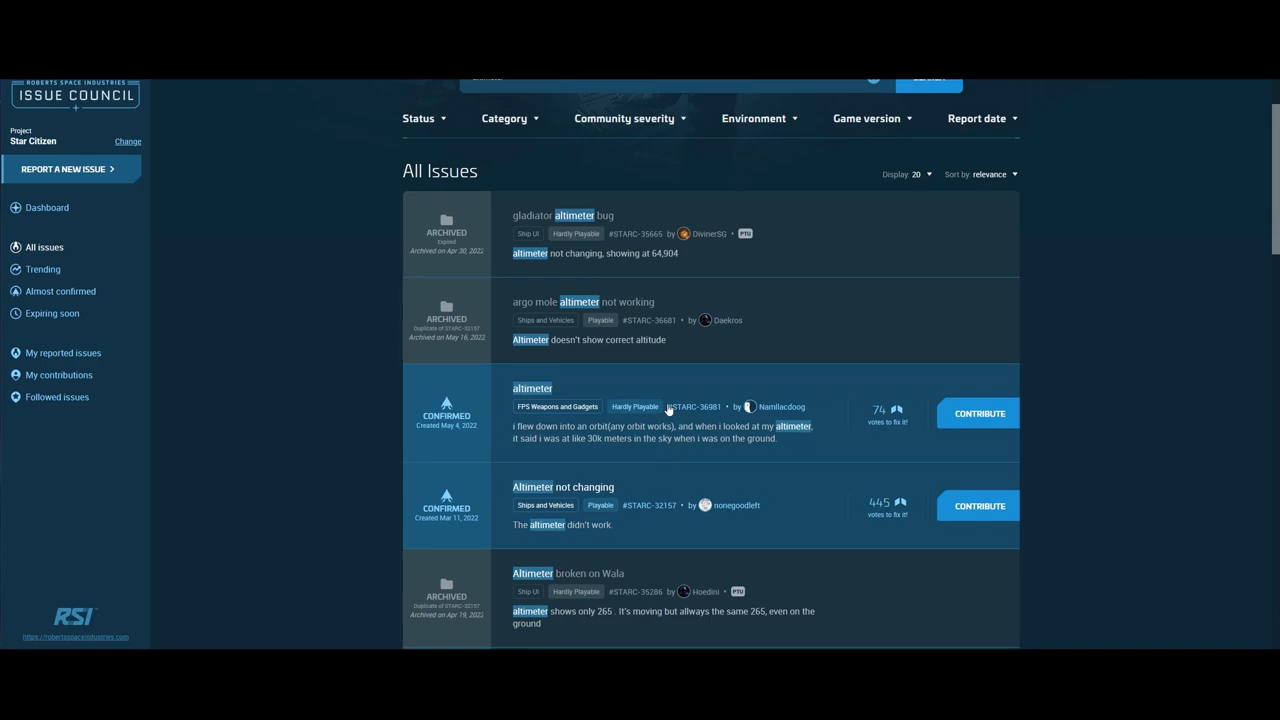 ROBERTS SPACE INDUSTRIES
ISSUE COUNCIL
Project
Star Citizen
Change
REPORT A NEW ISSUE >
Dashboard
All issues
Trending
Almost confirmed
Expiring soon
My reported issues
My contributions
Followed issues
RSI
https://robertsspaceindustries.com
Status
Category
Community severity
Environment
Game version
Report date
All Issues
Display: 20
Sort by: relevance
ARCHIVED
Expired
Archived on Apr 30, 2022
gladiator altimeter bug
Ship UI Hardly Playable #STARC-35665 by DivinerSG • PTU
altimeter not changing, showing at 64,904
ARCHIVED
Duplicate of STARC-32157
Archived on May 16, 2022
argo mole altimeter not working
Ships and Vehicles Playable #STARC-36681 • by Daekros
Altimeter doesn't show correct altitude
CONFIRMED
Created May 4, 2022
altimeter
FPS Weapons and Gadgets Hardly Playable #STARC-36981 • by Namllacdoog
i flew down into an orbit(any orbit works), and when i looked at my altimeter,
it said i was at like 30k meters in the sky when i was on the ground.
74
votes to fix it!
CONTRIBUTE
CONFIRMED
Created Mar 11, 2022
Altimeter not changing
Ships and Vehicles Playable #STARC-32157 • by nonegoodleft
The altimeter didn't work.
445
votes to fix it!
CONTRIBUTE
ARCHIVED
Duplicate of STARC-32157
Archived on Apr 19, 2022
Altimeter broken on Wala
Ship UI Hardly Playable #STARC-35286 • by Hoedini • PTU
altimeter shows only 265 . It's moving but allways the same 265, even on the
ground